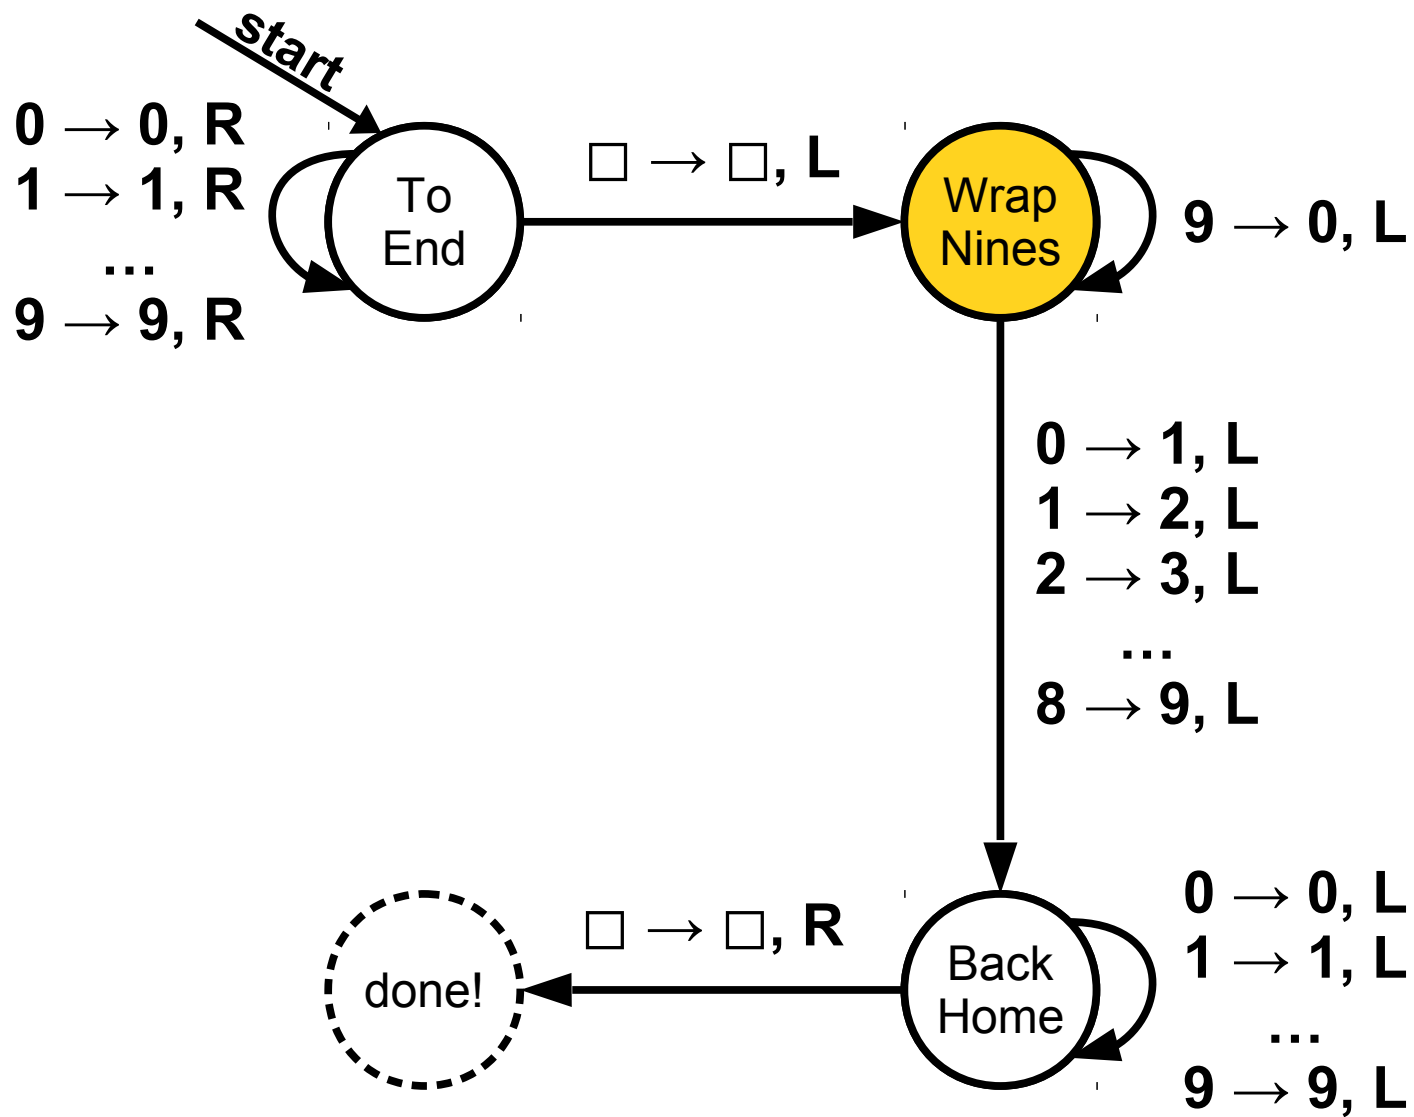 start
0 → 0, R
1 → 1, R
...
9 → 9, R
To
End
□ → □, L
Wrap
Nines
9 → 0, L
0 → 1, L
1 → 2, L
2 → 3, L
...
8 → 9, L
done!
□ → □, R
Back
Home
0 → 0, L
1 → 1, L
...
9 → 9, L